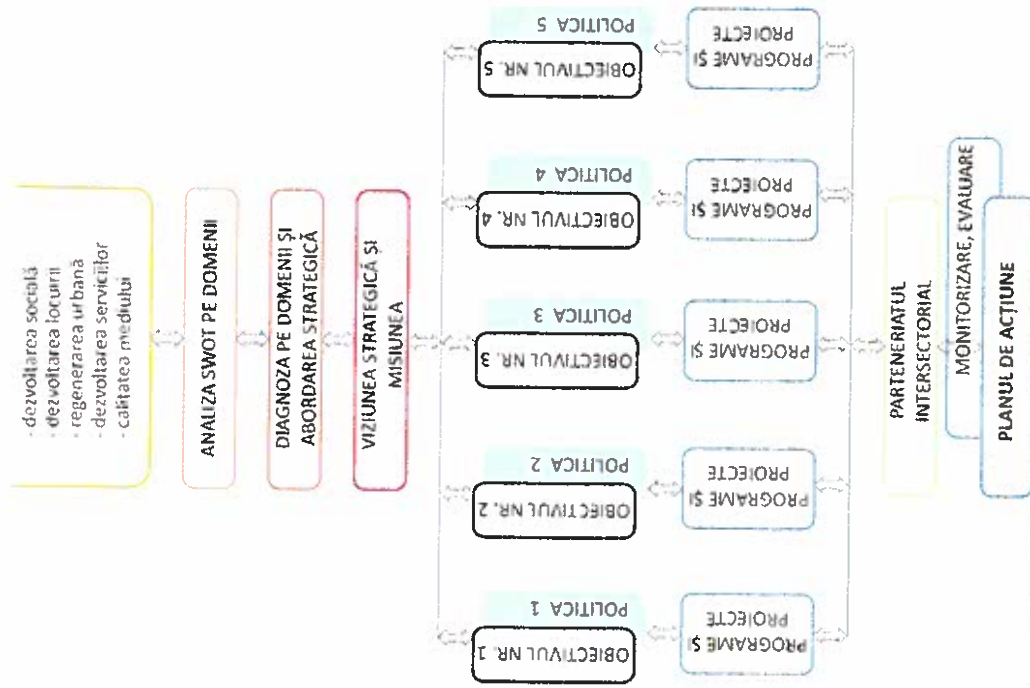 - dezvoltarea socială
- dezvoltarea locuirii
- regenerarea urbană
- dezvoltarea serviciilor
- calitatea mediului
ANALIZA SWOT PE DOMENII
DIAGNOZA PE DOMENII ȘI
ABORDAREA STRATEGICĂ
VIZIUNEA STRATEGICĂ ȘI
MISIUNEA
OBIECTIVUL NR. 1
POLITICA 1
OBIECTIVUL NR. 2
POLITICA 2
OBIECTIVUL NR. 3
POLITICA 3
OBIECTIVUL NR. 4
POLITICA 4
OBIECTIVUL NR. 5
POLITICA 5
PROGRAME ȘI
PROIECTE
PROGRAME ȘI
PROIECTE
PROGRAME ȘI
PROIECTE
PROGRAME ȘI
PROIECTE
PROGRAME ȘI
PROIECTE
PARTENERIATUL
INTERSECTORIAL
MONITORIZARE, EVALUARE
PLANUL DE ACȚIUNE